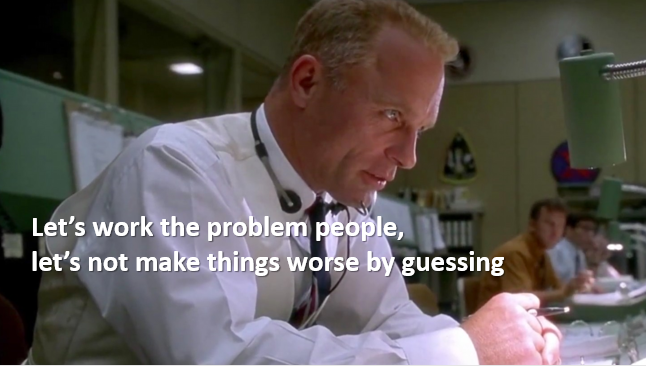 Let’s work the problem people,
let’s not make things worse by guessing